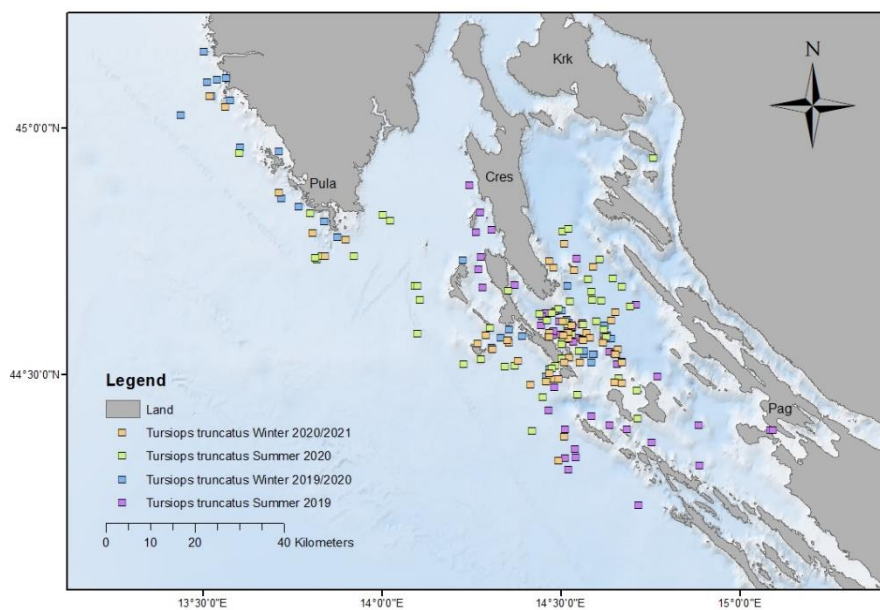 N
Krk
45°0'0"N
Cres
Pula
44°30'0"N
Legend
Land
Tursiops truncatus Winter 2020/2021
Tursiops truncatus Summer 2020
Tursiops truncatus Winter 2019/2020
Tursiops truncatus Summer 2019
0 10 20 40 Kilometers
Pag
13°30'0"E 14°0'0"E 14°30'0"E 15°0'0"E